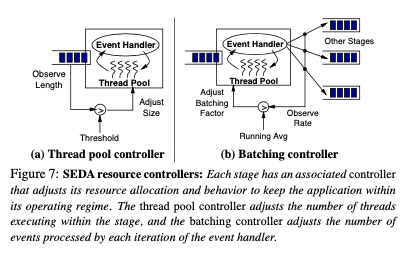 Event Handler
Thread Pool
Observe
Length
Adjust
Size
>
Threshold
(a) Thread pool controller
Event Handler
Thread Pool
Other Stages
Adjust
Batching
Factor
>
Observe
Rate
Running Avg
(b) Batching controller
Figure 7: SEDA resource controllers: Each stage has an associated controller
that adjusts its resource allocation and behavior to keep the application within
its operating regime. The thread pool controller adjusts the number of threads
executing within the stage, and the batching controller adjusts the number of
events processed by each iteration of the event handler.